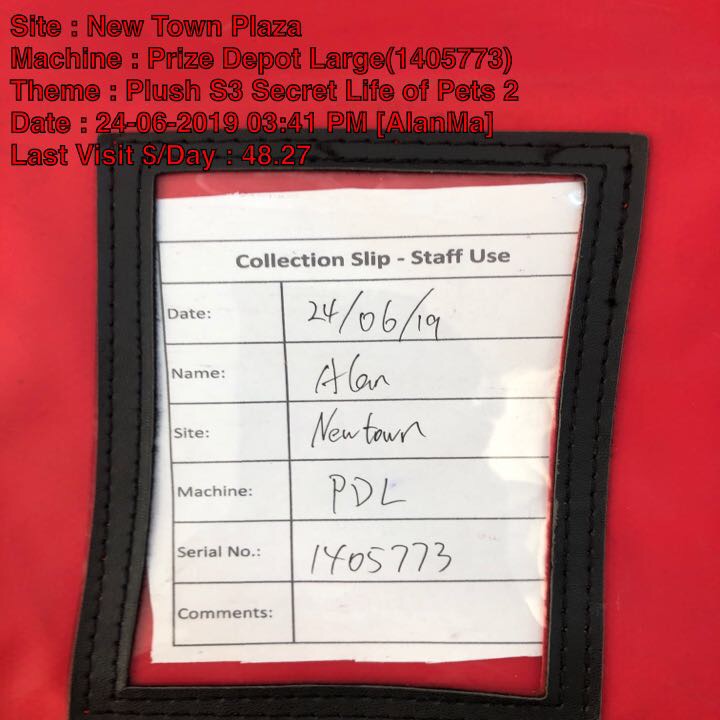 Site : New Town Plaza
Machine : Prize Depot Large(1405773)
Theme : Plush S3 Secret Life of Pets 2
Date : 24-06-2019 03:41 PM [AlanMa]
Last Visit $/Day : 48.27
Collection Slip - Staff Use
Date: 24/06/19
Name: Alan
Site: Newtown
Machine: PDL
Serial No.: 1405773
Comments: